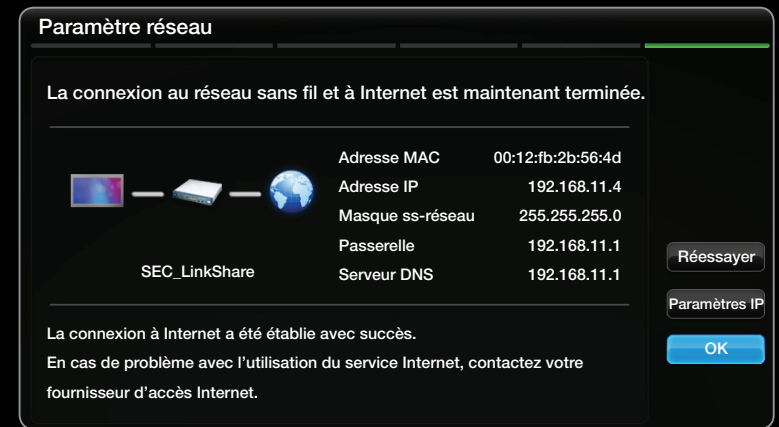 Paramètre réseau
La connexion au réseau sans fil et à Internet est maintenant terminée.
Adresse MAC 00:12:fb:2b:56:4d
Adresse IP 192.168.11.4
Masque ss-réseau 255.255.255.0
Passerelle 192.168.11.1
Serveur DNS 192.168.11.1
SEC_LinkShare
La connexion à Internet a été établie avec succès.
En cas de problème avec l’utilisation du service Internet, contactez votre
fournisseur d’accès Internet.
Réessayer
Paramètres IP
OK